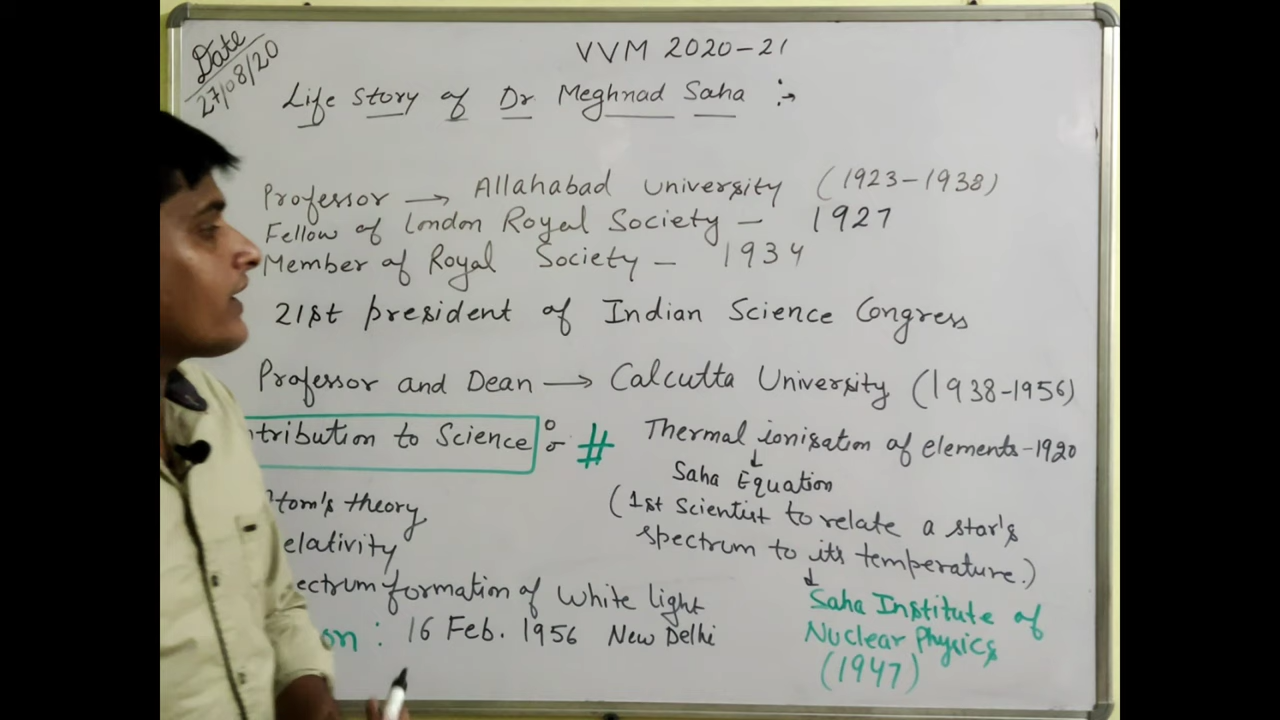 Date
27/08/20
VVM 2020-21
Life story of Dr Meghnad Saha :→
Professor → Allahabad University (1923-1938)
Fellow of London Royal Society - 1927
Member of Royal Society - 1934
21st president of Indian Science Congress
Professor and Dean → Calcutta University (1938-1956)
ntribution to Science :-
# Thermal ionisation of elements-1920
↓
Saha Equation
(1st scientist to relate a star's
spectrum to its temperature.)
↓
Saha Institute of
Nuclear Physics
(1947)
Atom's theory
elativity
ectrum formation of white light
on : 16 Feb. 1956 New Delhi